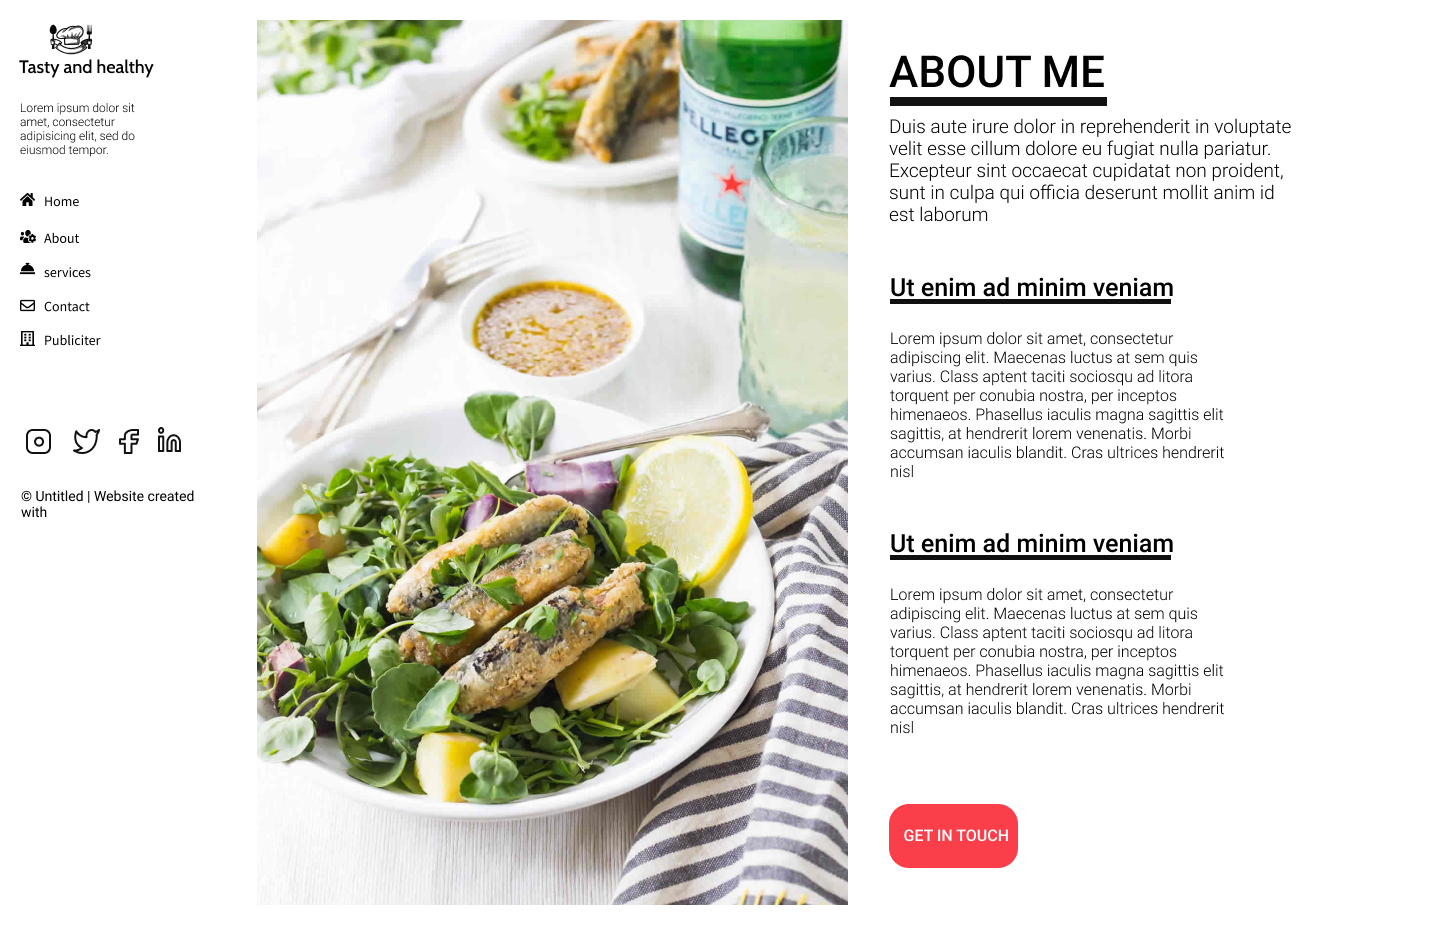 Tasty and healthy
Lorem ipsum dolor sit
amet, consectetur
adipisicing elit, sed do
eiusmod tempor.
Home
About
services
Contact
Publiciter
© Untitled | Website created
with
PELLEGR
ABOUT ME
Duis aute irure dolor in reprehenderit in voluptate
velit esse cillum dolore eu fugiat nulla pariatur.
Excepteur sint occaecat cupidatat non proident,
sunt in culpa qui officia deserunt mollit anim id
est laborum
Ut enim ad minim veniam
Lorem ipsum dolor sit amet, consectetur
adipiscing elit. Maecenas luctus at sem quis
varius. Class aptent taciti sociosqu ad litora
torquent per conubia nostra, per inceptos
himenaeos. Phasellus iaculis magna sagittis elit
sagittis, at hendrerit lorem venenatis. Morbi
accumsan iaculis blandit. Cras ultrices hendrerit
nisl
Ut enim ad minim veniam
Lorem ipsum dolor sit amet, consectetur
adipiscing elit. Maecenas luctus at sem quis
varius. Class aptent taciti sociosqu ad litora
torquent per conubia nostra, per inceptos
himenaeos. Phasellus iaculis magna sagittis elit
sagittis, at hendrerit lorem venenatis. Morbi
accumsan iaculis blandit. Cras ultrices hendrerit
nisl
GET IN TOUCH